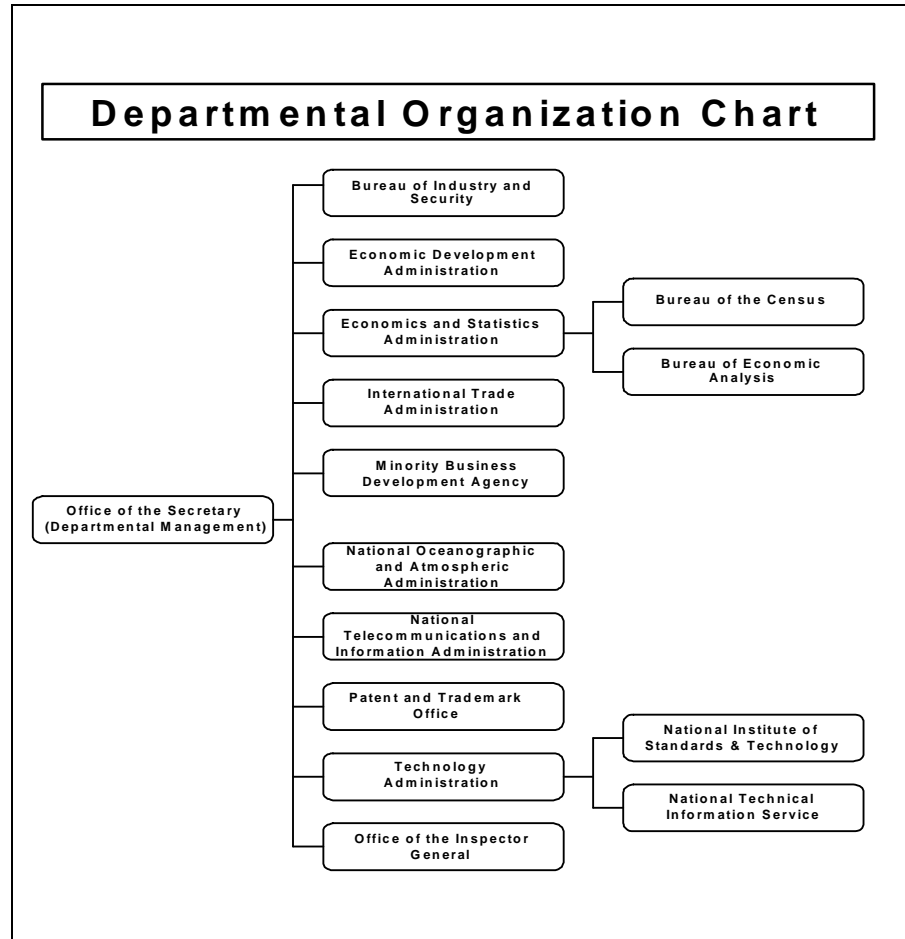 Departmental Organization Chart
Bureau of Industry and
Security
Economic Development
Administration
Bureau of the Census
Economics and Statistics
Administration
Bureau of Economic
Analysis
International Trade
Administration
Minority Business
Development Agency
Office of the Secretary
(Departmental Management)
National Oceanographic
and Atmospheric
Administration
National
Telecommunications and
Information Administration
Patent and Trademark
Office
National Institute of
Standards & Technology
Technology
Administration
National Technical
Information Service
Office of the Inspector
General